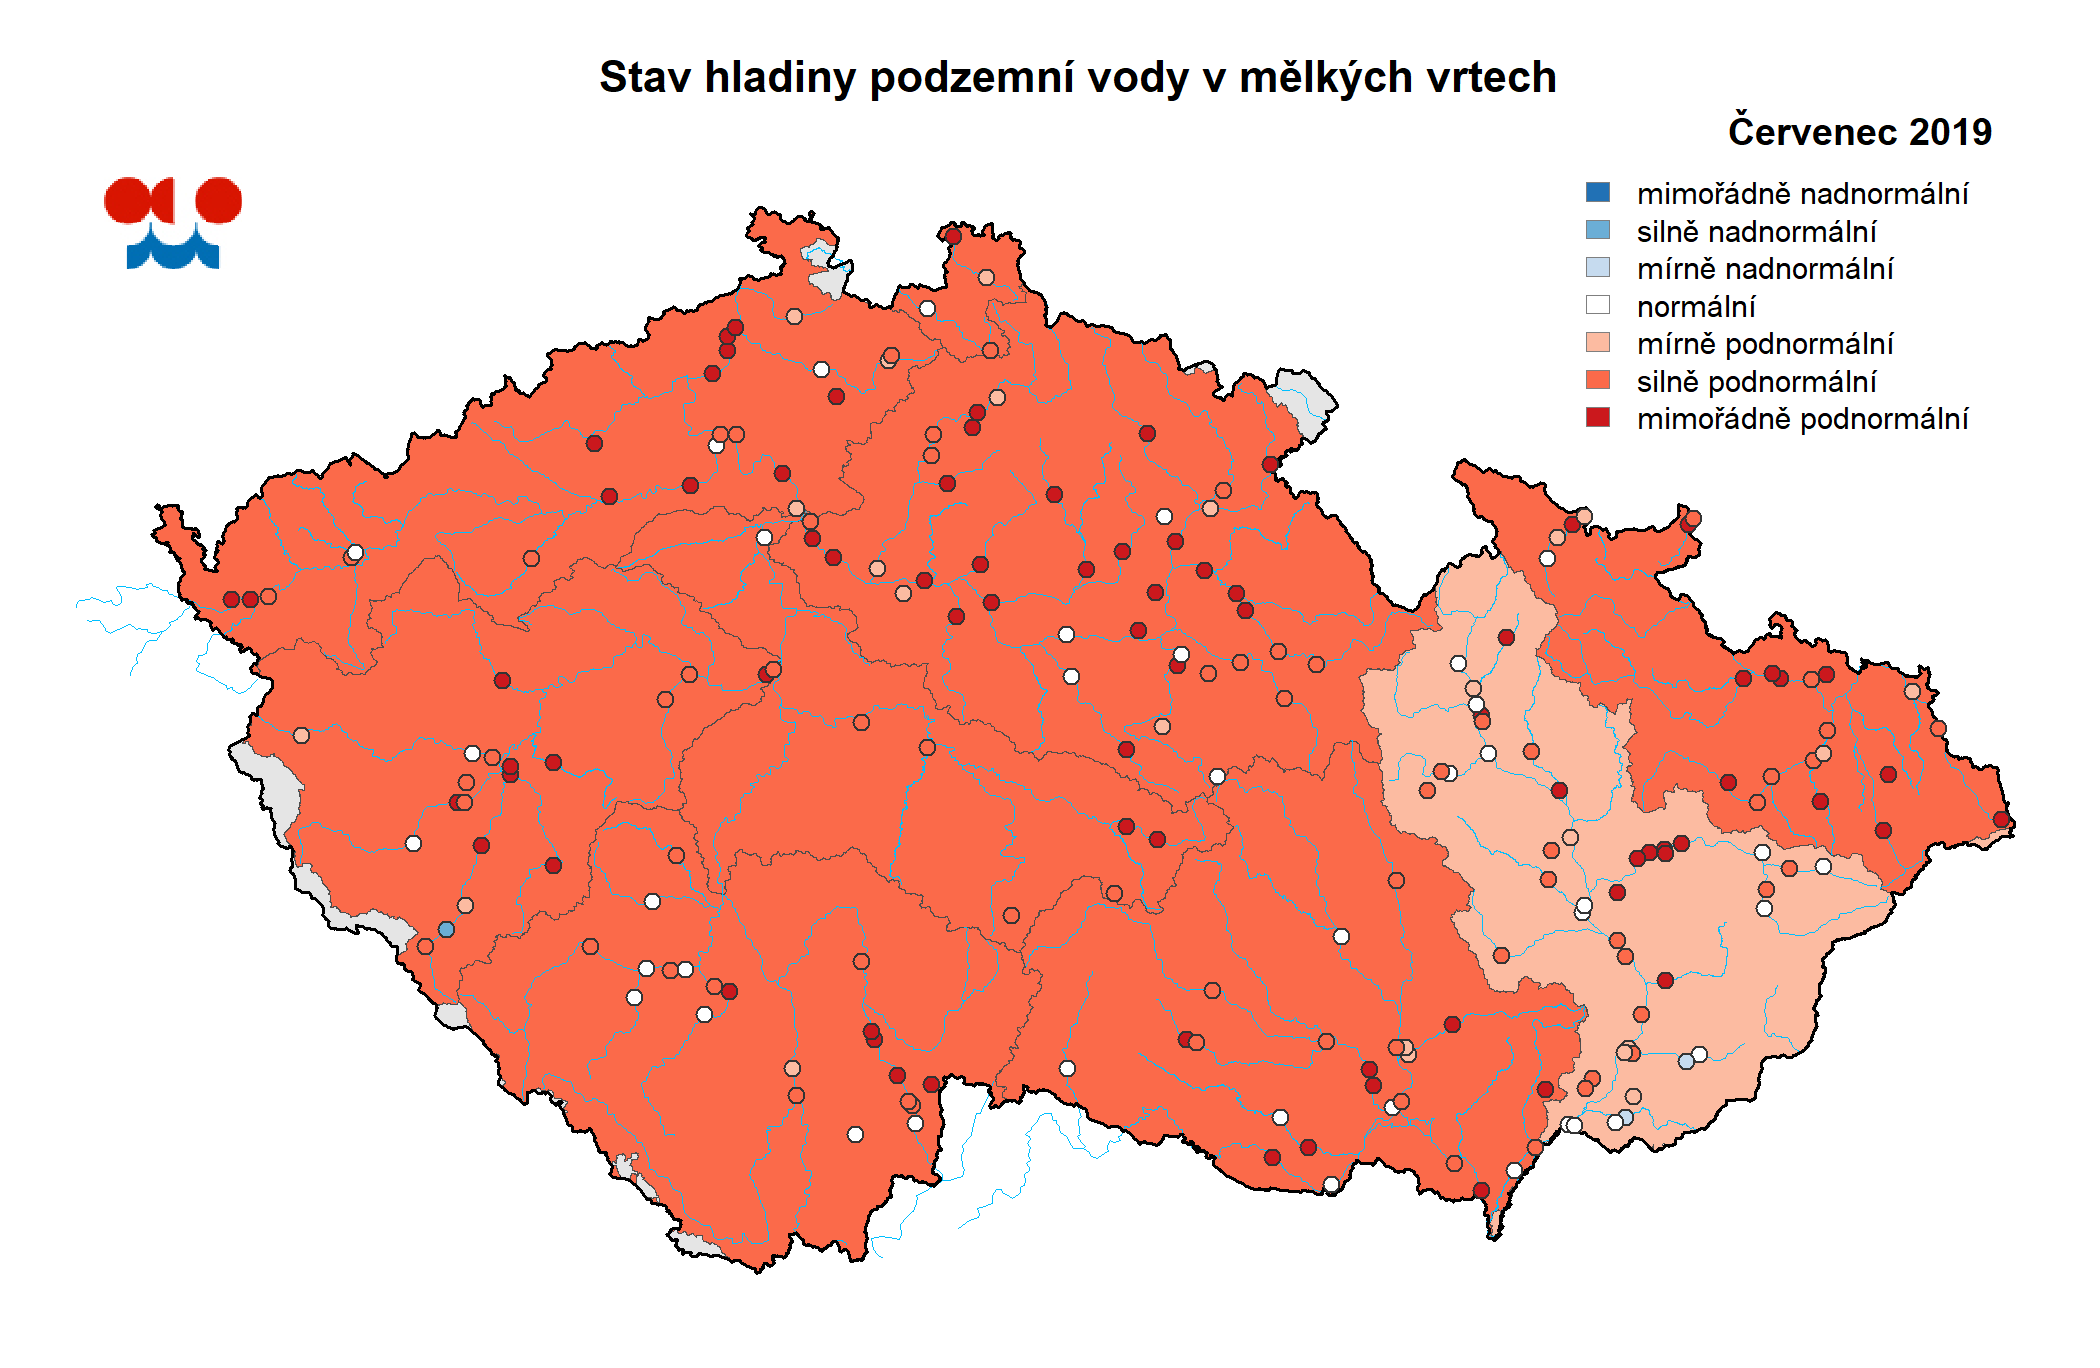 Stav hladiny podzemní vody v mělkých vrtech
Červenec 2019
mimořádně nadnormální
silně nadnormální
mírně nadnormální
normální
mírně podnormální
silně podnormální
mimořádně podnormální